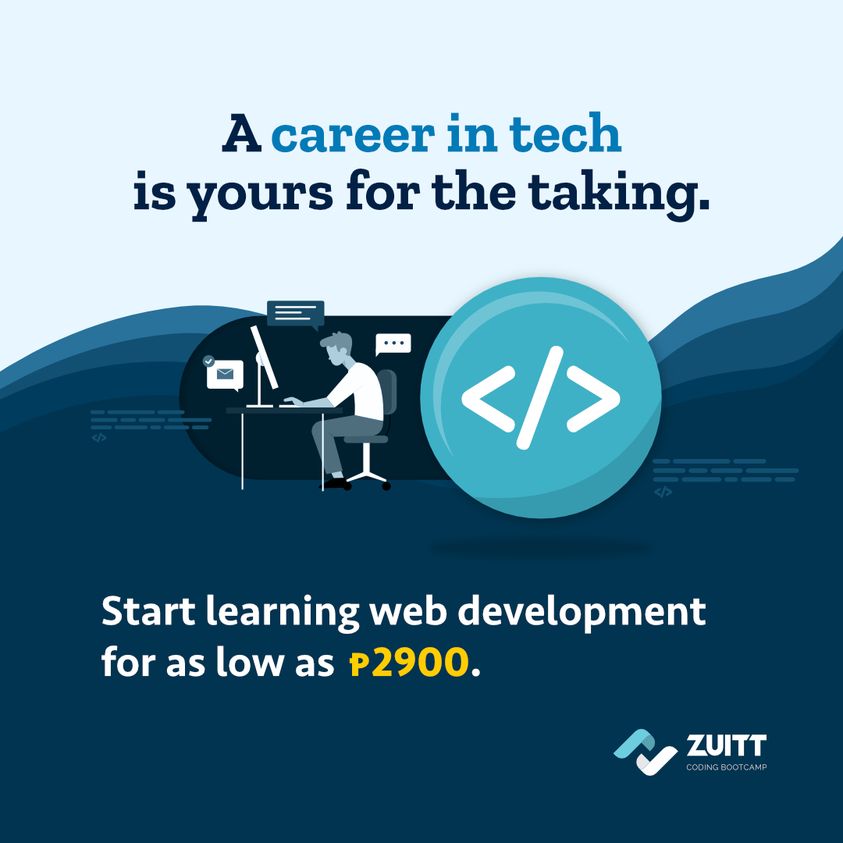 A career in tech
is yours for the taking.
</>
Start learning web development
for as low as ₱2900.
ZUITT
CODING BOOTCAMP